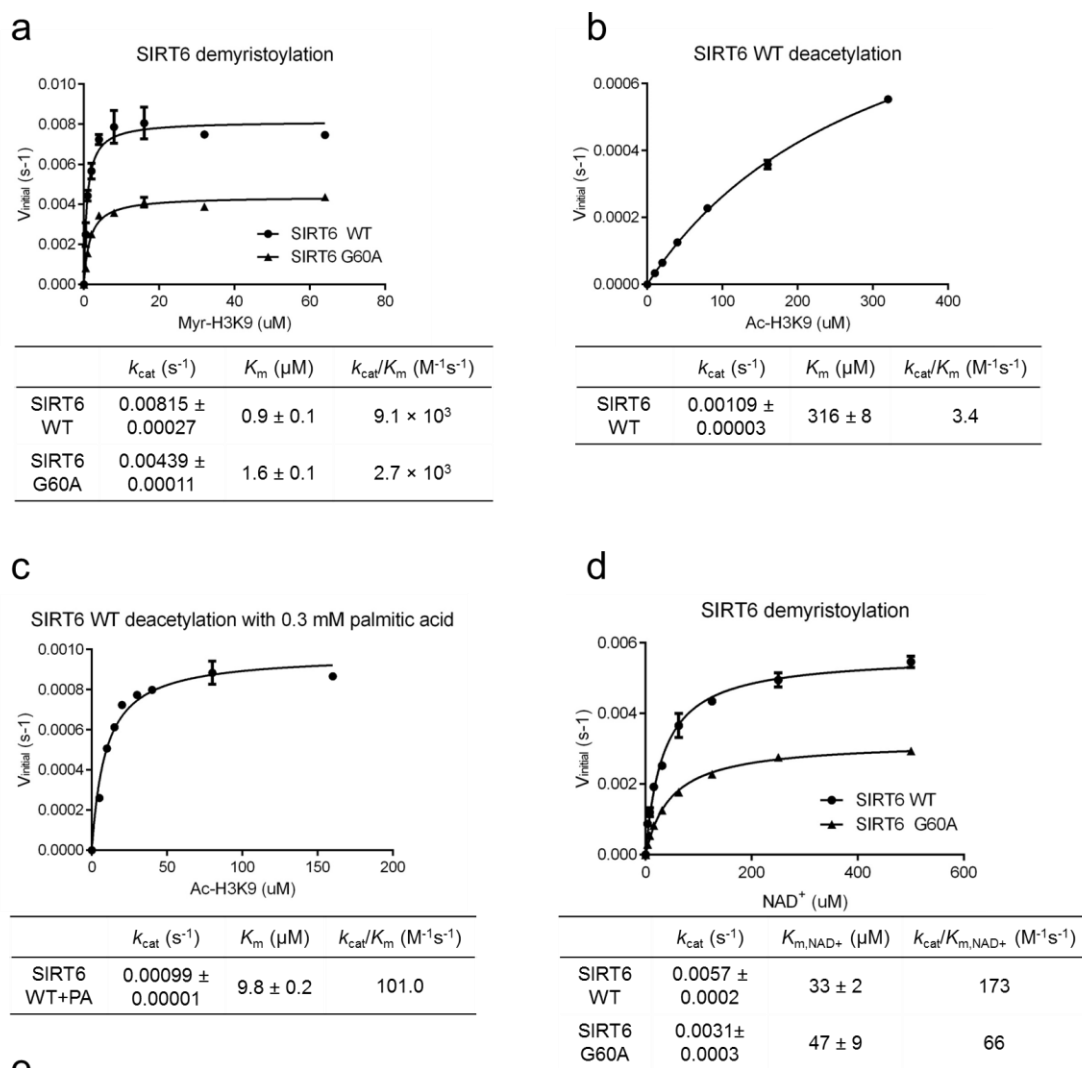 a
SIRT6 demyristoylation
0.010
0.008
0.006
0.004
0.002
0.000
Vinitial (s-1)
SIRT6 WT
SIRT6 G60A
0 20 40 60 80
Myr-H3K9 (uM)
kcat (s-1) Km (µM) kcat/Km (M-1s-1)
SIRT6 WT 0.00815 ± 0.00027 0.9 ± 0.1 9.1 × 10³
SIRT6 G60A 0.00439 ± 0.00011 1.6 ± 0.1 2.7 × 10³
b
SIRT6 WT deacetylation
0.0006
0.0004
0.0002
0.0000
Vinitial (s-1)
0 100 200 300 400
Ac-H3K9 (uM)
kcat (s-1) Km (µM) kcat/Km (M-1s-1)
SIRT6 WT 0.00109 ± 0.00003 316 ± 8 3.4
c
SIRT6 WT deacetylation with 0.3 mM palmitic acid
0.0010
0.0008
0.0006
0.0004
0.0002
0.0000
Vinitial (s-1)
0 50 100 150 200
Ac-H3K9 (uM)
kcat (s-1) Km (µM) kcat/Km (M-1s-1)
SIRT6 WT+PA 0.00099 ± 0.00001 9.8 ± 0.2 101.0
d
SIRT6 demyristoylation
0.006
0.004
0.002
0.000
Vinitial (s-1)
SIRT6 WT
SIRT6 G60A
0 200 400 600
NAD+ (uM)
kcat (s-1) Km,NAD+ (µM) kcat/Km,NAD+ (M-1s-1)
SIRT6 WT 0.0057 ± 0.0002 33 ± 2 173
SIRT6 G60A 0.0031± 0.0003 47 ± 9 66